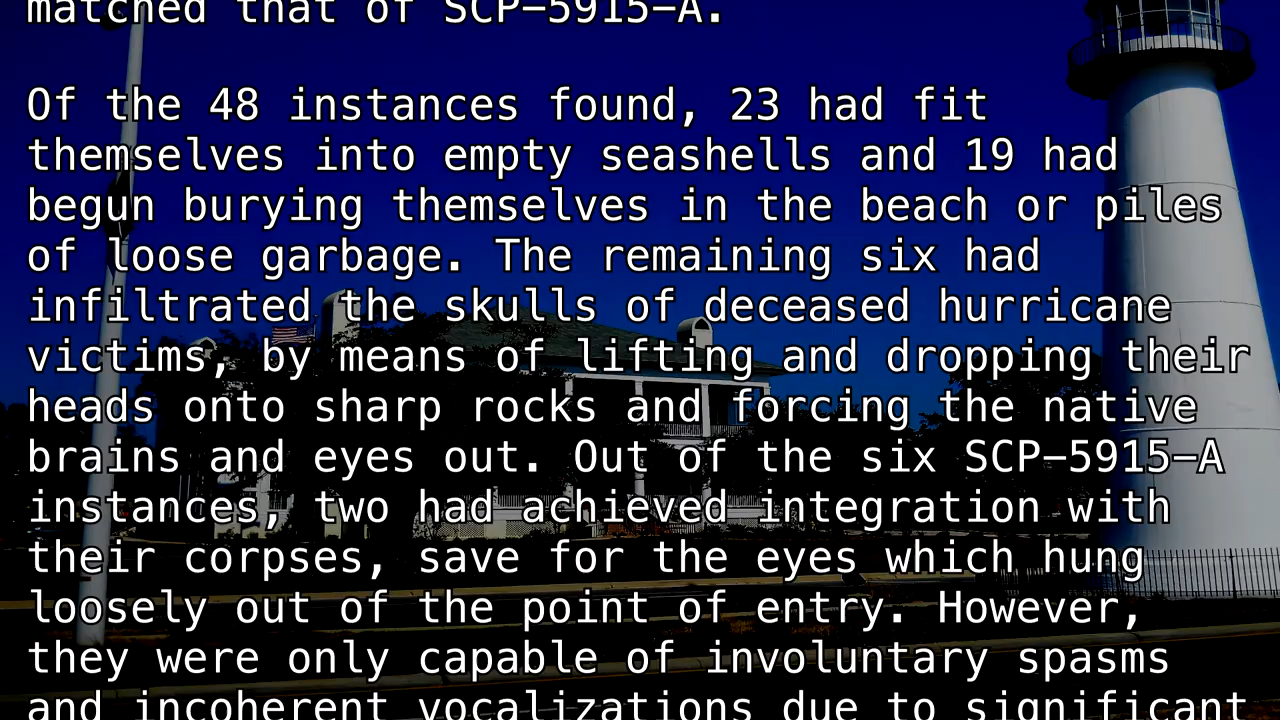 matched that of SCP-5915-A.
Of the 48 instances found, 23 had fit
themselves into empty seashells and 19 had
begun burying themselves in the beach or piles
of loose garbage. The remaining six had
infiltrated the skulls of deceased hurricane
victims, by means of lifting and dropping their
heads onto sharp rocks and forcing the native
brains and eyes out. Out of the six SCP-5915-A
instances, two had achieved integration with
their corpses, save for the eyes which hung
loosely out of the point of entry. However,
they were only capable of involuntary spasms
and incoherent vocalizations due to significant